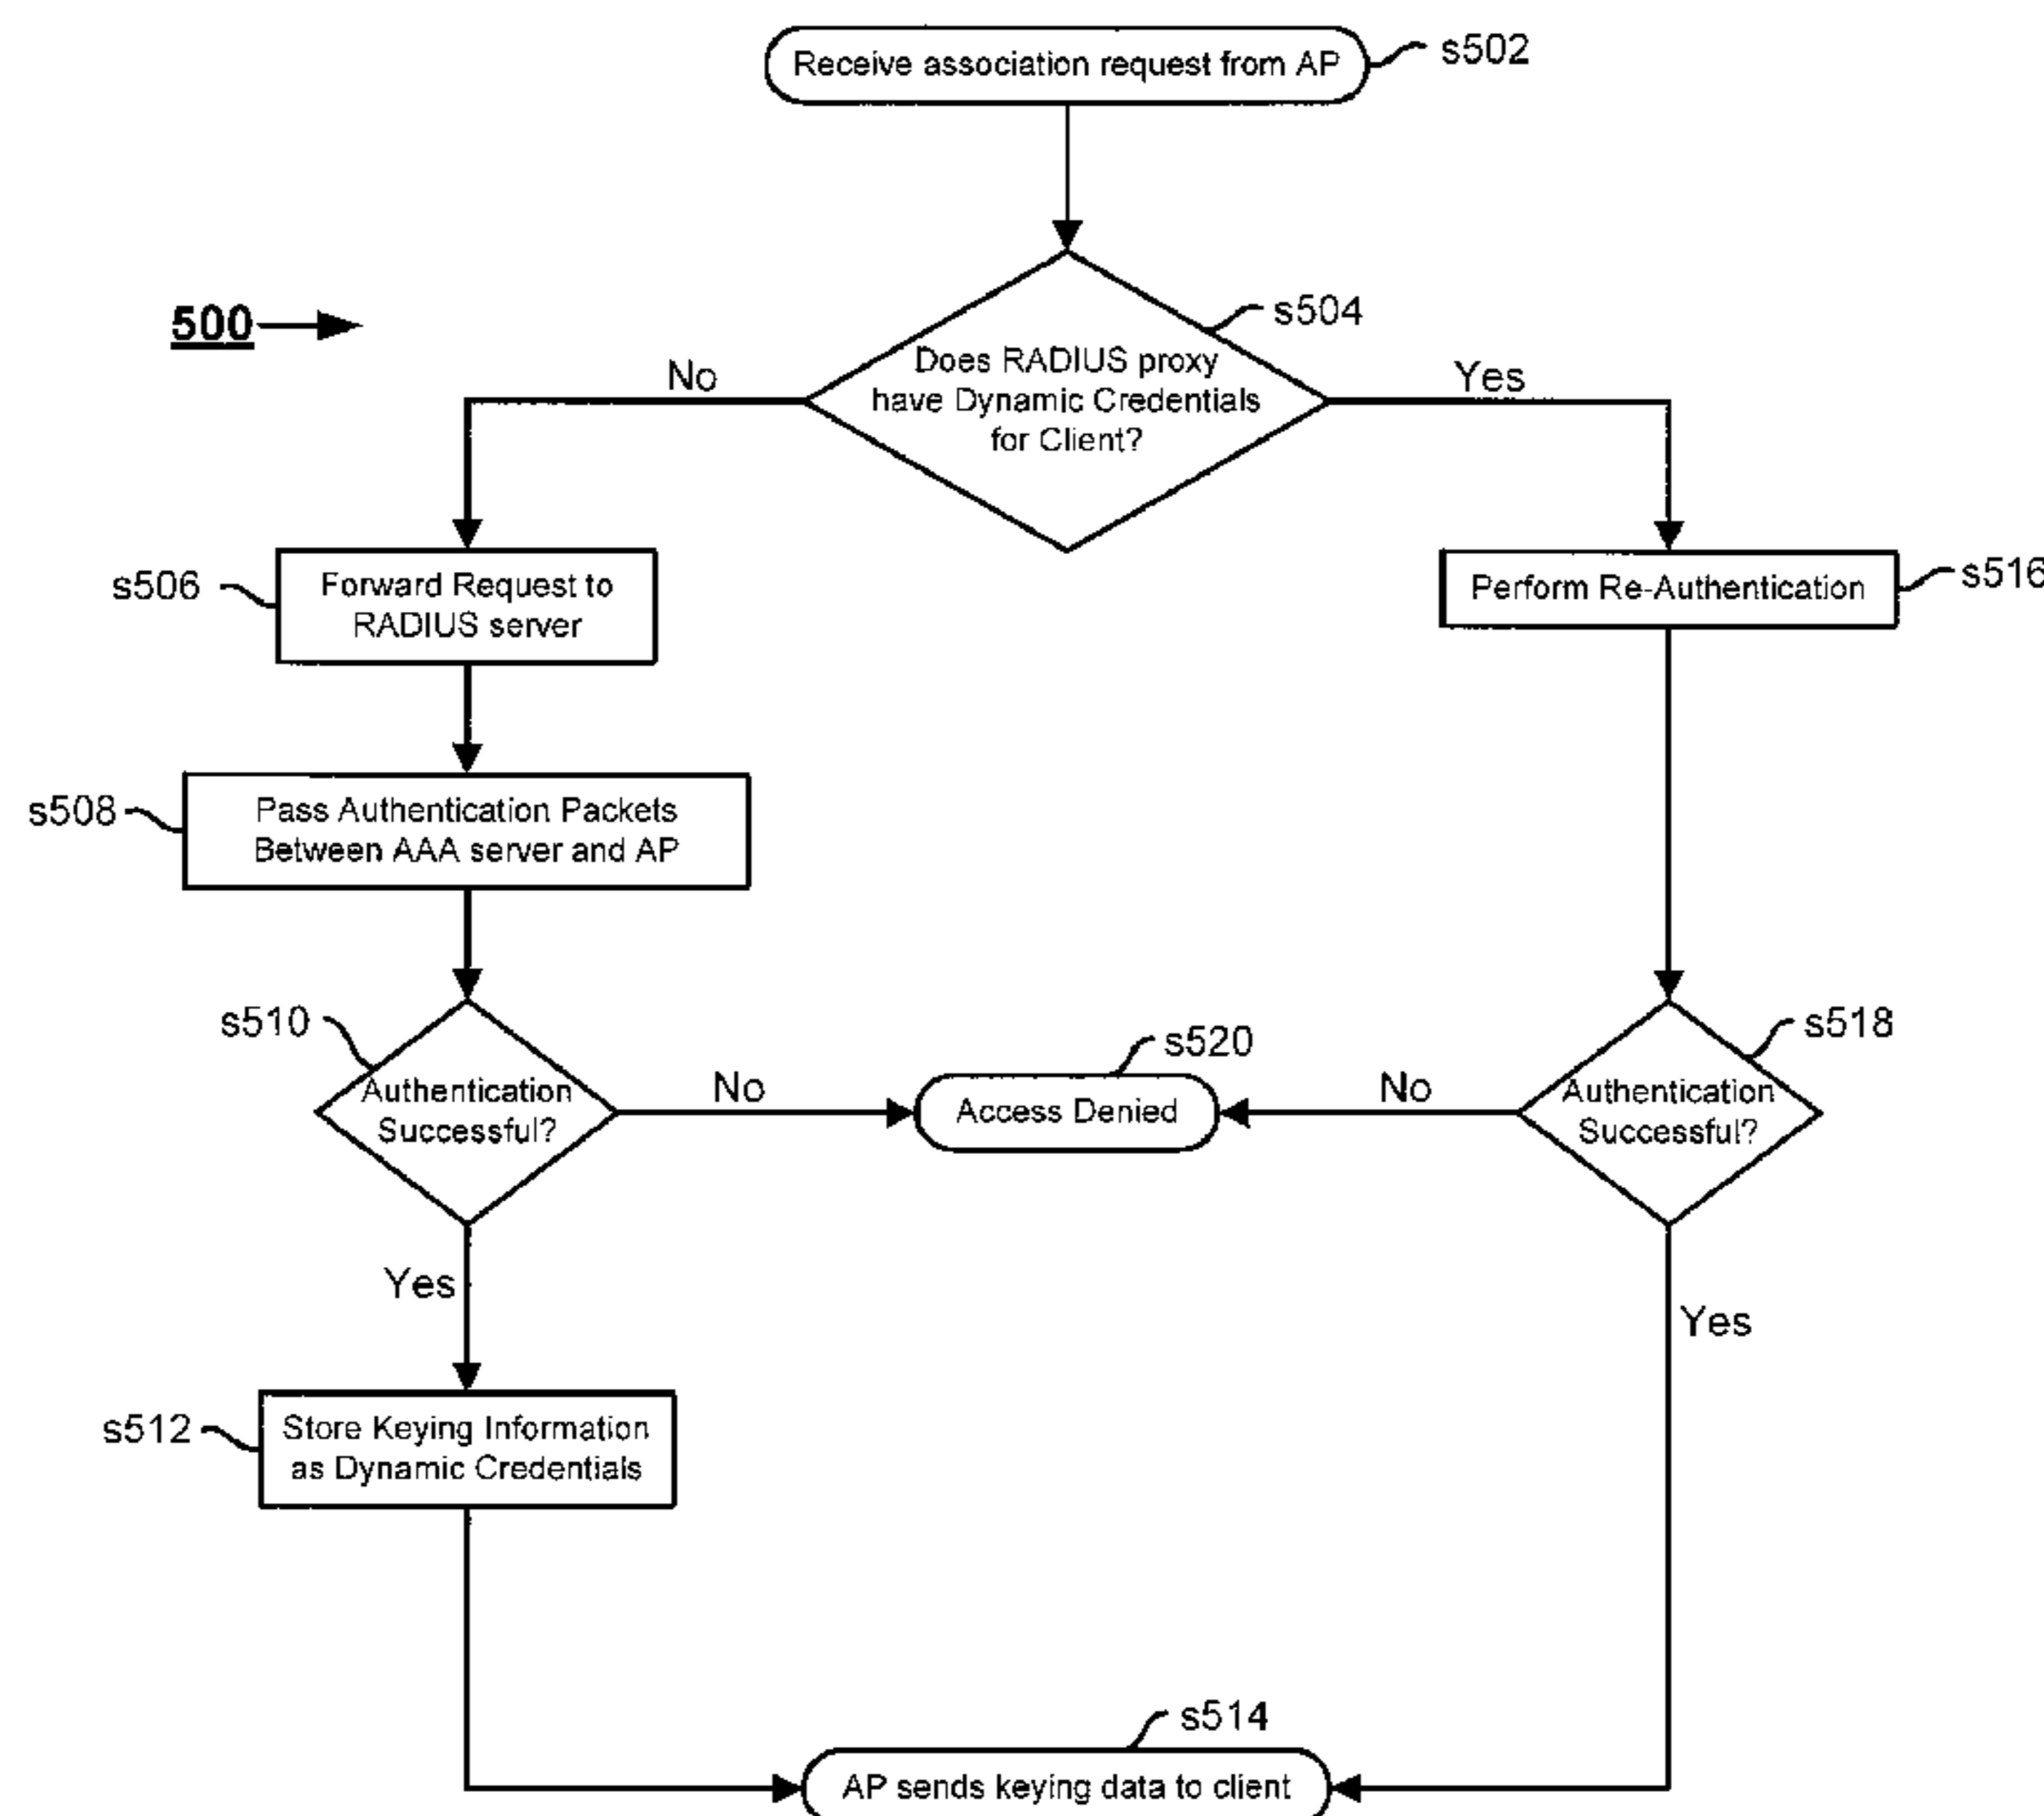 Receive association request from AP
s502
500
s504
Does RADIUS proxy
have Dynamic Credentials
for Client?
No
Yes
s506
Forward Request to
RADIUS server
Perform Re-Authentication
s516
s508
Pass Authentication Packets
Between AAA server and AP
s510
Authentication
Successful?
No
s520
Access Denied
No
s518
Authentication
Successful?
Yes
Yes
s512
Store Keying Information
as Dynamic Credentials
s514
AP sends keying data to client